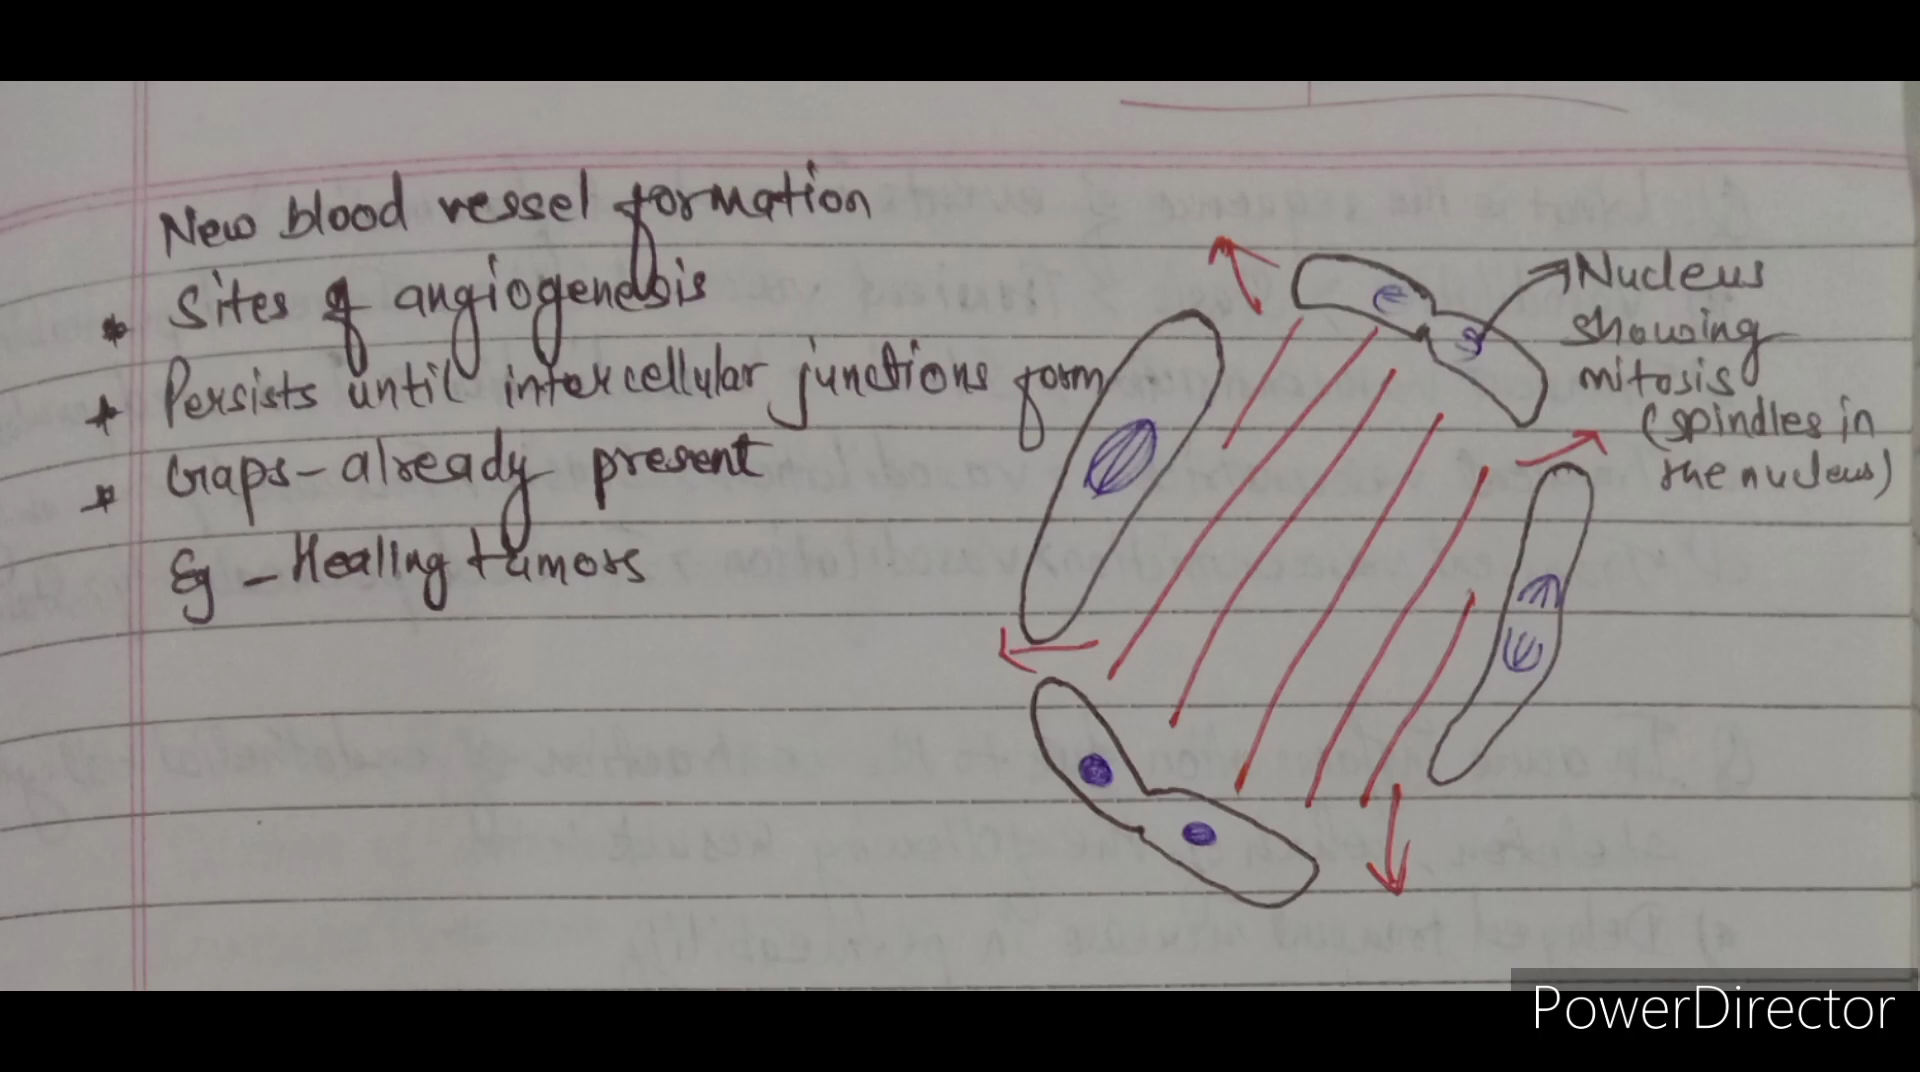 New blood vessel formation
* Sites of angiogenesis
* Persists until intercellular junctions form
* Gaps - already present
Eg - Healing tumors
Nucleus
showing
mitosis
(spindles in
the nucleus)
PowerDirector